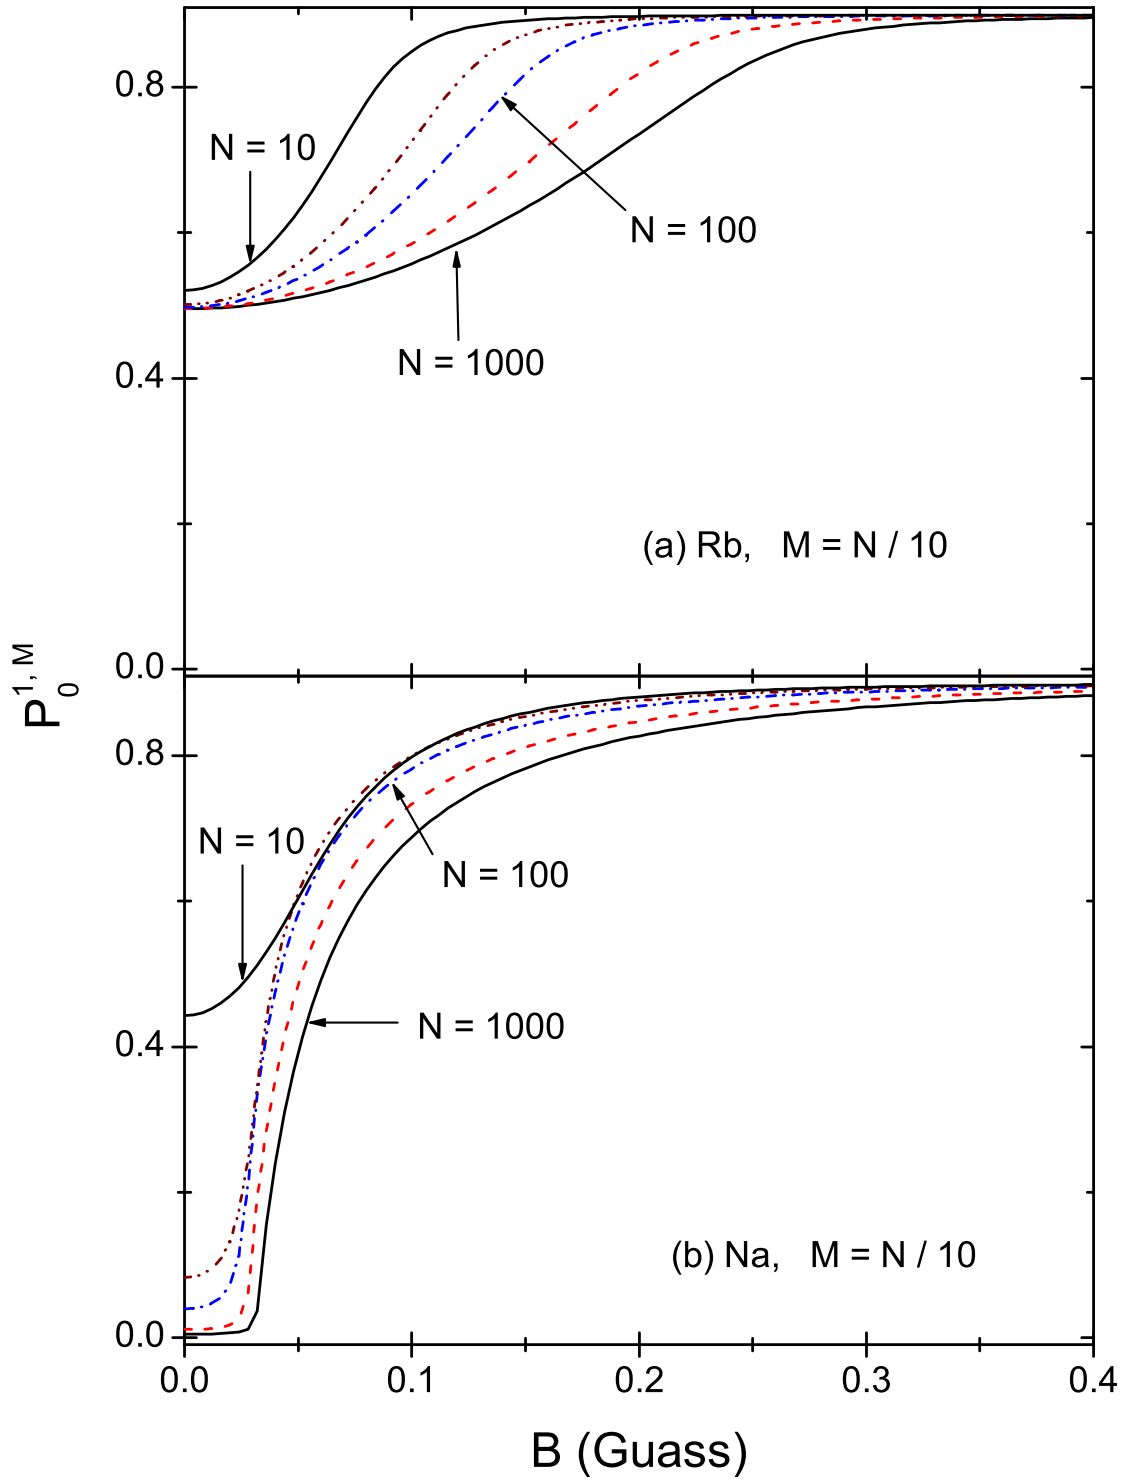 0.8
N = 10
N = 100
N = 1000
0.4
(a) Rb, M = N / 10
0.0
P₀^{1, M}
0.8
N = 10
N = 100
0.4
N = 1000
(b) Na, M = N / 10
0.0
0.0 0.1 0.2 0.3 0.4
B (Guass)